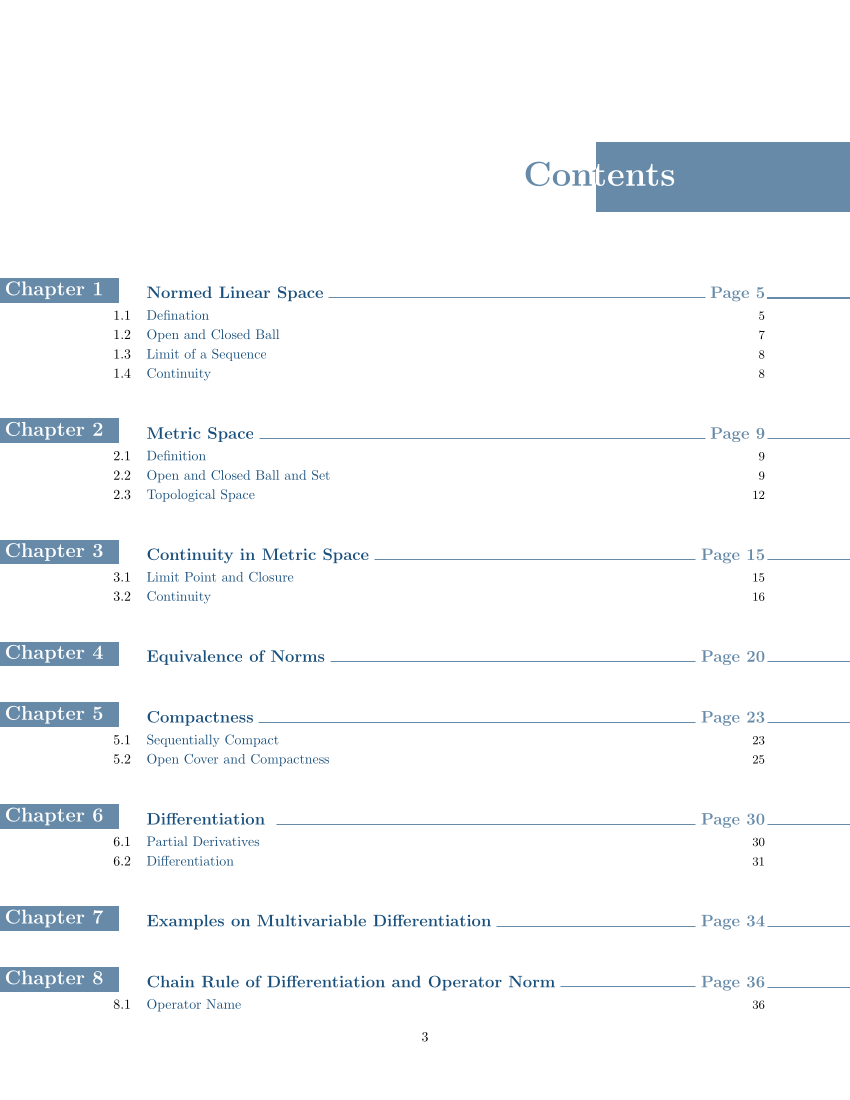 Contents
Chapter 1 Normed Linear Space Page 5
1.1 Defination 5
1.2 Open and Closed Ball 7
1.3 Limit of a Sequence 8
1.4 Continuity 8
Chapter 2 Metric Space Page 9
2.1 Definition 9
2.2 Open and Closed Ball and Set 9
2.3 Topological Space 12
Chapter 3 Continuity in Metric Space Page 15
3.1 Limit Point and Closure 15
3.2 Continuity 16
Chapter 4 Equivalence of Norms Page 20
Chapter 5 Compactness Page 23
5.1 Sequentially Compact 23
5.2 Open Cover and Compactness 25
Chapter 6 Differentiation Page 30
6.1 Partial Derivatives 30
6.2 Differentiation 31
Chapter 7 Examples on Multivariable Differentiation Page 34
Chapter 8 Chain Rule of Differentiation and Operator Norm Page 36
8.1 Operator Name 36
3